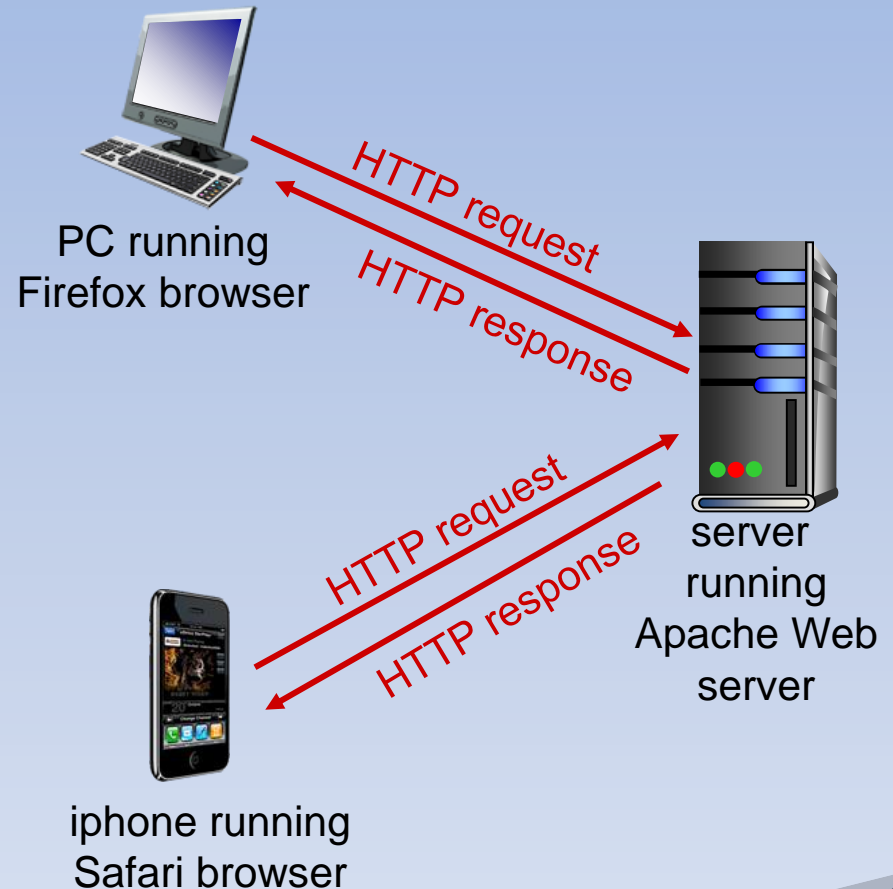 HTTP request
HTTP response
PC running
Firefox browser
HTTP request
HTTP response
server
running
Apache Web
server
iphone running
Safari browser